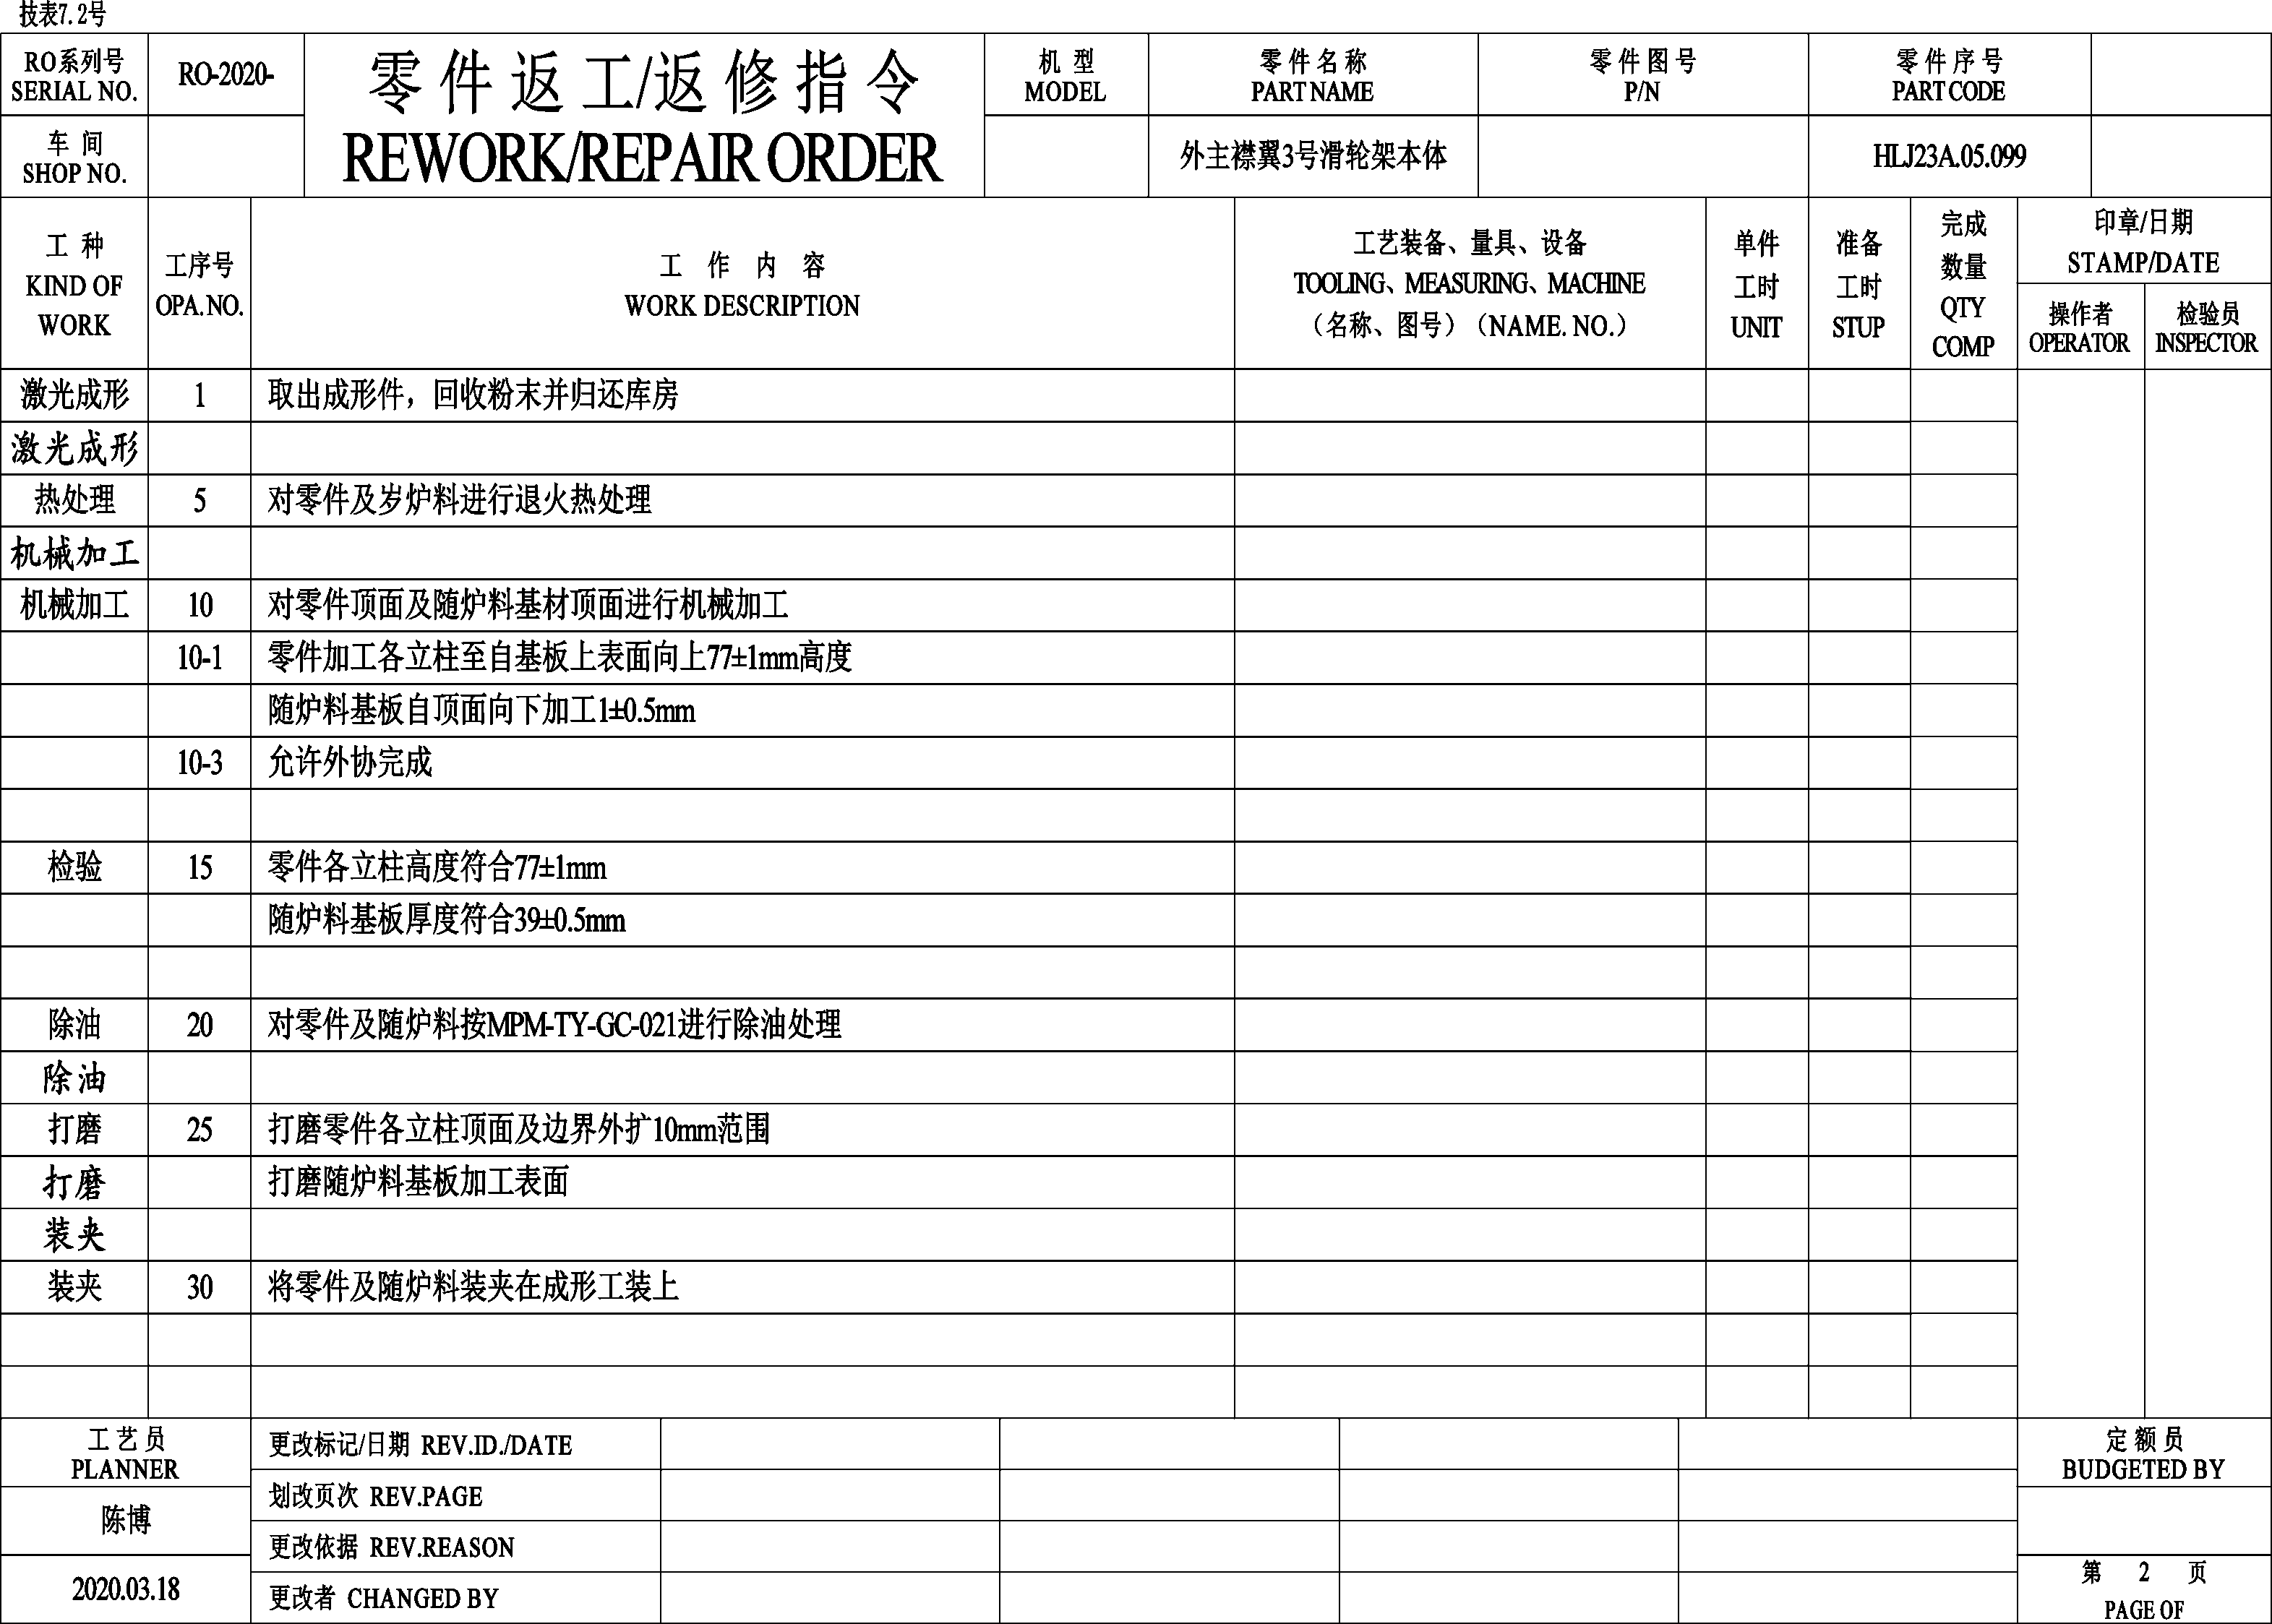 技表7.2号
RO系列号
SERIAL NO.
RO-2020-
零件返工/返修指令
REWORK/REPAIR ORDER
机 型
MODEL
零件名称
PART NAME
零件图号
P/N
零件序号
PART CODE
车 间
SHOP NO.
外主襟翼3号滑轮架本体
HLJ23A.05.099
工 种
KIND OF
WORK
工序号
OPA. NO.
工 作 内 容
WORK DESCRIPTION
工艺装备、量具、设备
TOOLING、MEASURING、MACHINE
（名称、图号）（NAME. NO.）
单件
工时
UNIT
准备
工时
STUP
完成
数量
QTY
COMP
印章/日期
STAMP/DATE
操作者
OPERATOR
检验员
INSPECTOR
激光成形 1 取出成形件，回收粉末并归还库房
激光成形
热处理 5 对零件及岁炉料进行退火热处理
机械加工
机械加工 10 对零件顶面及随炉料基材顶面进行机械加工
10-1 零件加工各立柱至自基板上表面向上77±1mm高度
随炉料基板自顶面向下加工1±0.5mm
10-3 允许外协完成
检验 15 零件各立柱高度符合77±1mm
随炉料基板厚度符合39±0.5mm
除油 20 对零件及随炉料按MPM-TY-GC-021进行除油处理
除油
打磨 25 打磨零件各立柱顶面及边界外扩10mm范围
打磨 打磨随炉料基板加工表面
装夹
装夹 30 将零件及随炉料装夹在成形工装上
工艺员
PLANNER
陈博
2020.03.18
更改标记/日期 REV.ID./DATE
划改页次 REV.PAGE
更改依据 REV.REASON
更改者 CHANGED BY
定额员
BUDGETED BY
第 2 页
PAGE OF